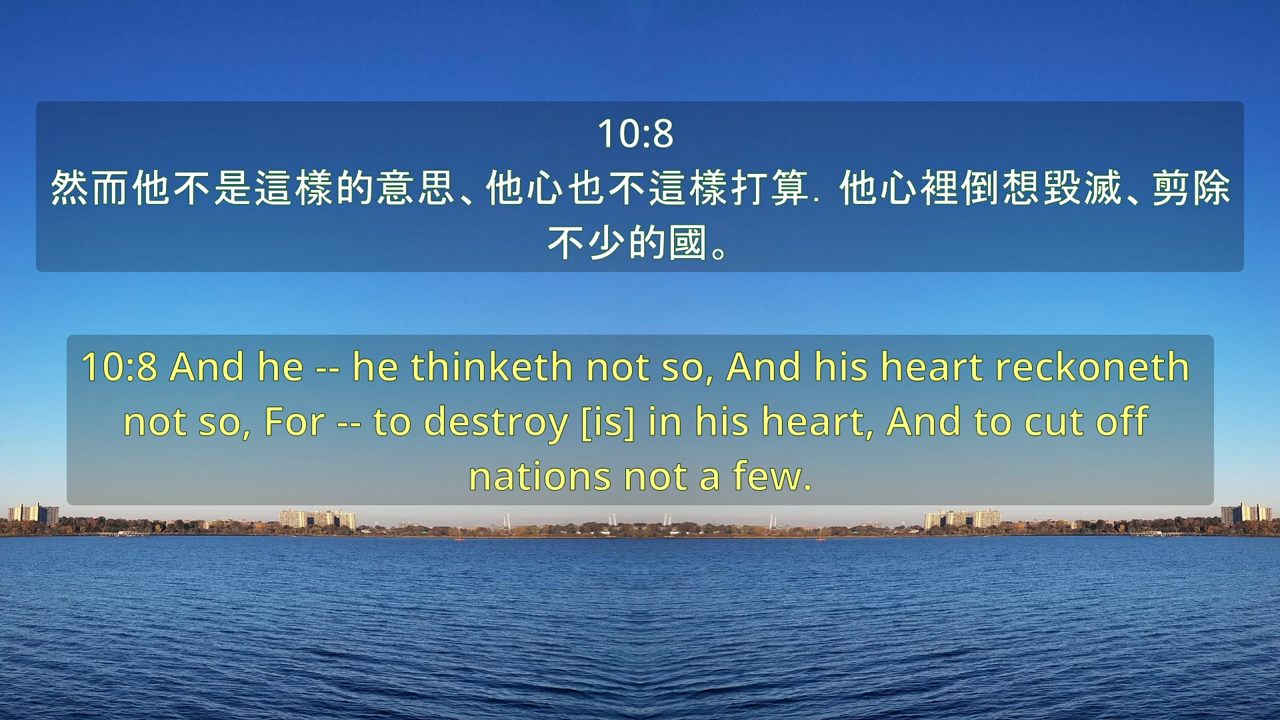 10:8
然而他不是這樣的意思、他心也不這樣打算．他心裡倒想毀滅、剪除
不少的國。
10:8 And he -- he thinketh not so, And his heart reckoneth
not so, For -- to destroy [is] in his heart, And to cut off
nations not a few.